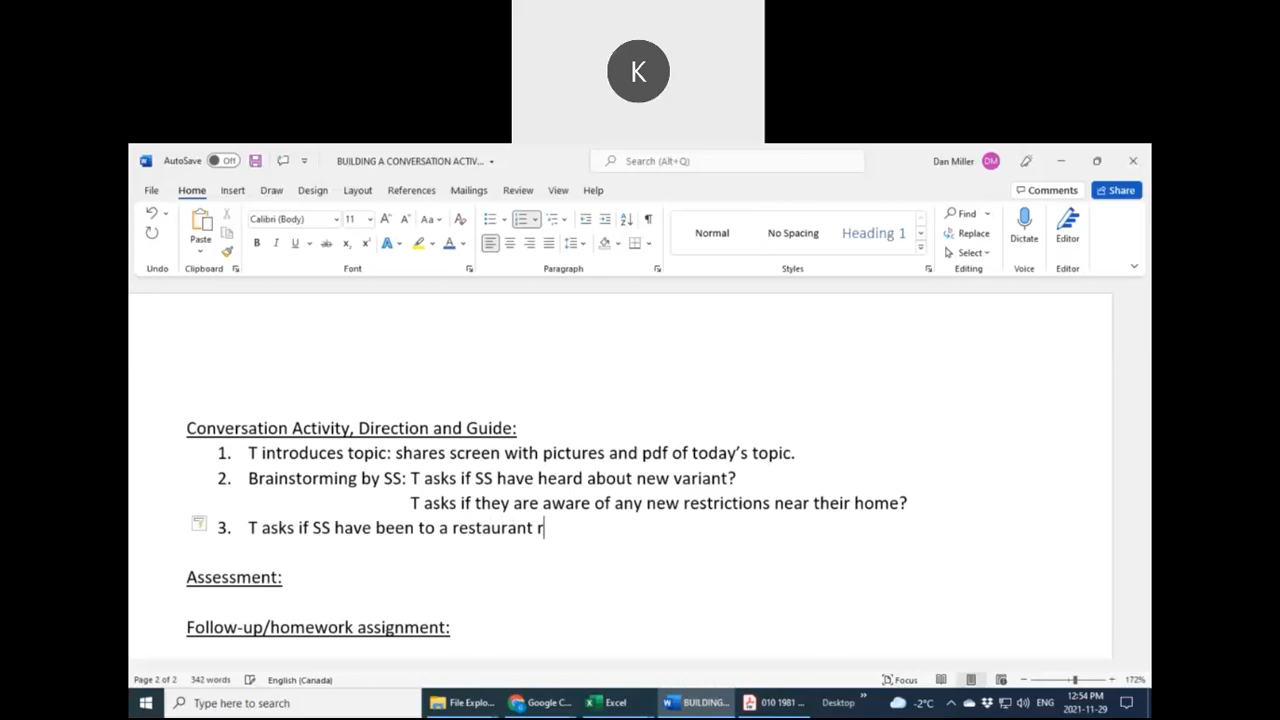 K
AutoSave Off BUILDING A CONVERSATION ACTIV... Search (Alt+Q) Dan Miller DM
File Home Insert Draw Design Layout References Mailings Review View Help Comments Share
Calibri (Body) 11 A A Aa Find
Paste Normal No Spacing Heading 1 Replace Dictate Editor
B I U ab x₂ x² A A Select
Undo Clipboard Font Paragraph Styles Editing Voice Editor
Conversation Activity, Direction and Guide:
1. T introduces topic: shares screen with pictures and pdf of today’s topic.
2. Brainstorming by SS: T asks if SS have heard about new variant?
T asks if they are aware of any new restrictions near their home?
3. T asks if SS have been to a restaurant r
Assessment:
Follow-up/homework assignment:
Page 2 of 2 342 words English (Canada) Focus 172%
Type here to search File Explo... Google C... Excel BUILDING... 010 1981 ... Desktop -2°C ENG 12:54 PM
2021-11-29